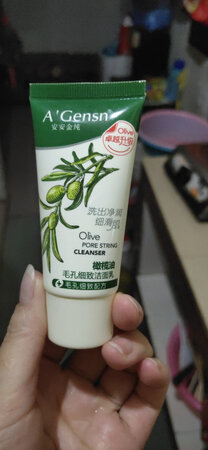 A'Gensn
安安金纯
Olive
卓越升级
洗出净润
细滑肌
Olive
PORE STRING
CLEANSER
橄榄油
毛孔细致洁面乳
毛孔细致配方